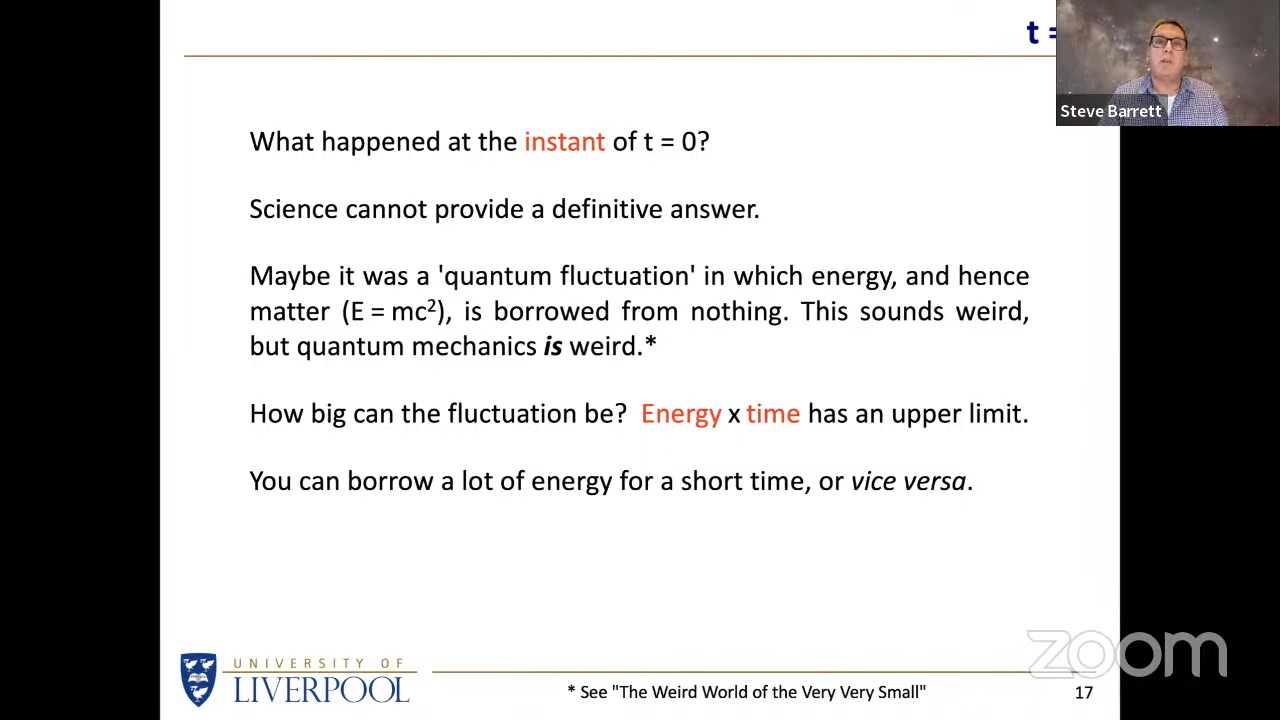 t =
Steve Barrett
What happened at the instant of t = 0?
Science cannot provide a definitive answer.
Maybe it was a 'quantum fluctuation' in which energy, and hence
matter (E = mc²), is borrowed from nothing. This sounds weird,
but quantum mechanics is weird.*
How big can the fluctuation be? Energy x time has an upper limit.
You can borrow a lot of energy for a short time, or vice versa.
zoom
UNIVERSITY OF
LIVERPOOL
* See "The Weird World of the Very Very Small"
17